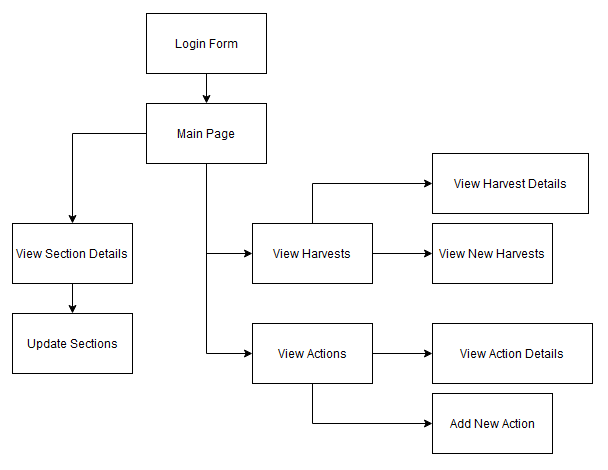 Login Form
Main Page
View Harvest Details
View Section Details
View Harvests
View New Harvests
Update Sections
View Actions
View Action Details
Add New Action